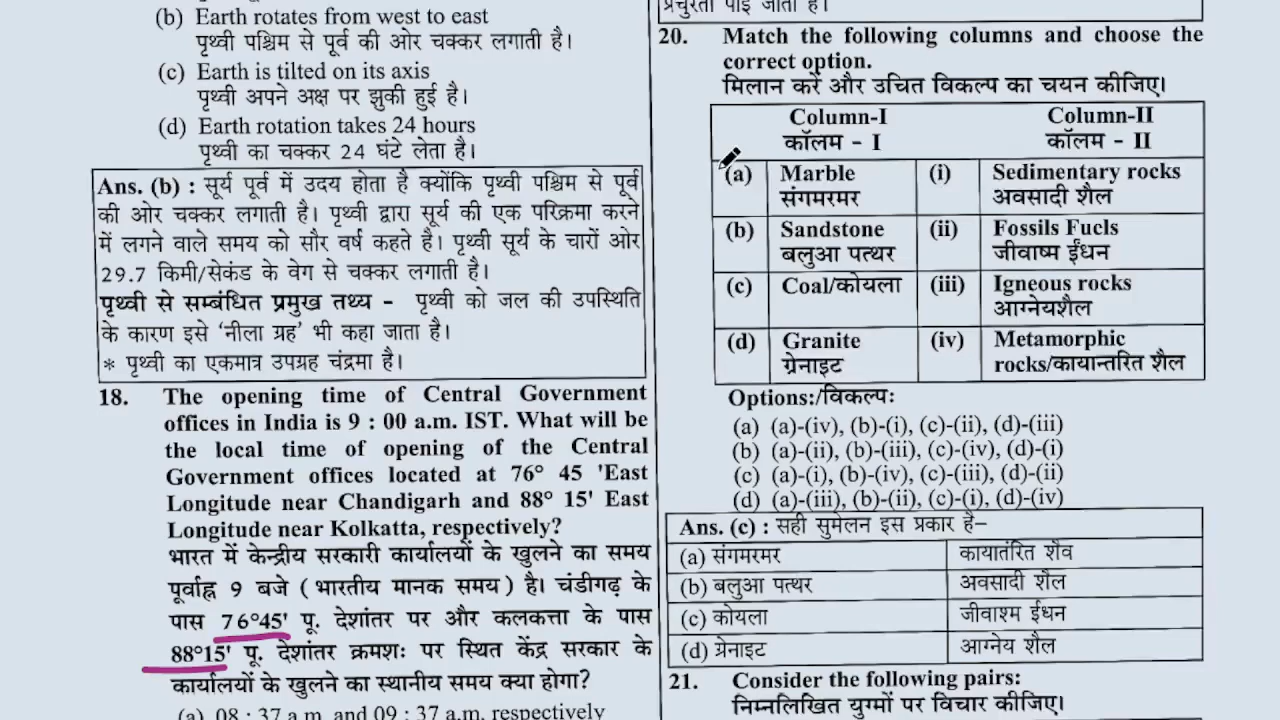 (b) Earth rotates from west to east
पृथ्वी पश्चिम से पूर्व की ओर चक्कर लगाती है।
(c) Earth is tilted on its axis
पृथ्वी अपने अक्ष पर झुकी हुई है।
(d) Earth rotation takes 24 hours
पृथ्वी का चक्कर 24 घंटे लेता है।
Ans. (b) : सूर्य पूर्व में उदय होता है क्योंकि पृथ्वी पश्चिम से पूर्व
की ओर चक्कर लगाती है। पृथ्वी द्वारा सूर्य की एक परिक्रमा करने
में लगने वाले समय को सौर वर्ष कहते है। पृथ्वी सूर्य के चारों ओर
29.7 किमी/सेकंड के वेग से चक्कर लगाती है।
पृथ्वी से सम्बंधित प्रमुख तथ्य - पृथ्वी को जल की उपस्थिति
के कारण इसे 'नीला ग्रह' भी कहा जाता है।
* पृथ्वी का एकमात्र उपग्रह चंद्रमा है।
18. The opening time of Central Government
offices in India is 9 : 00 a.m. IST. What will be
the local time of opening of the Central
Government offices located at 76° 45 'East
Longitude near Chandigarh and 88° 15' East
Longitude near Kolkatta, respectively?
भारत में केन्द्रीय सरकारी कार्यालयों के खुलने का समय
पूर्वाह्न 9 बजे (भारतीय मानक समय) है। चंडीगढ़ के
पास 76°45' पू. देशांतर पर और कलकत्ता के पास
88°15' पू. देशांतर क्रमशः पर स्थित केंद्र सरकार के
कार्यालयों के खुलने का स्थानीय समय क्या होगा?
(a) 08 : 37 a.m. and 09 : 37 a.m. respectively
प्रचुरता पाई जाती है।
20. Match the following columns and choose the
correct option.
मिलान करें और उचित विकल्प का चयन कीजिए।
Column-I Column-II
कॉलम - I कॉलम - II
(a) Marble (i) Sedimentary rocks
संगमरमर अवसादी शैल
(b) Sandstone (ii) Fossils Fucls
बलुआ पत्थर जीवाष्म ईंधन
(c) Coal/कोयला (iii) Igneous rocks
आग्नेयशैल
(d) Granite (iv) Metamorphic
ग्रेनाइट rocks/कायान्तरित शैल
Options:/विकल्पः
(a) (a)-(iv), (b)-(i), (c)-(ii), (d)-(iii)
(b) (a)-(ii), (b)-(iii), (c)-(iv), (d)-(i)
(c) (a)-(i), (b)-(iv), (c)-(iii), (d)-(ii)
(d) (a)-(iii), (b)-(ii), (c)-(i), (d)-(iv)
Ans. (c) : सही सुमेलन इस प्रकार है–
(a) संगमरमर कायातंरित शैव
(b) बलुआ पत्थर अवसादी शैल
(c) कोयला जीवाश्म ईधन
(d) ग्रेनाइट आग्नेय शैल
21. Consider the following pairs:
निम्नलिखित युग्मों पर विचार कीजिए।